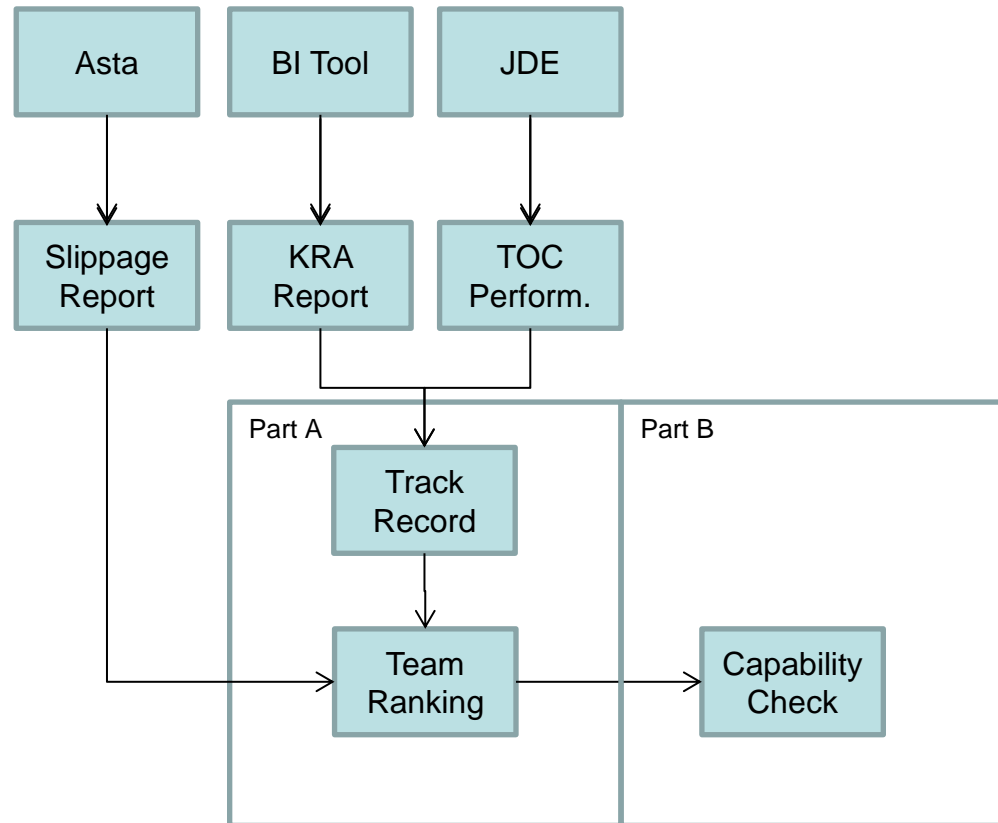 Asta
BI Tool
JDE
Slippage
Report
KRA
Report
TOC
Perform.
Part A
Part B
Track
Record
Team
Ranking
Capability
Check